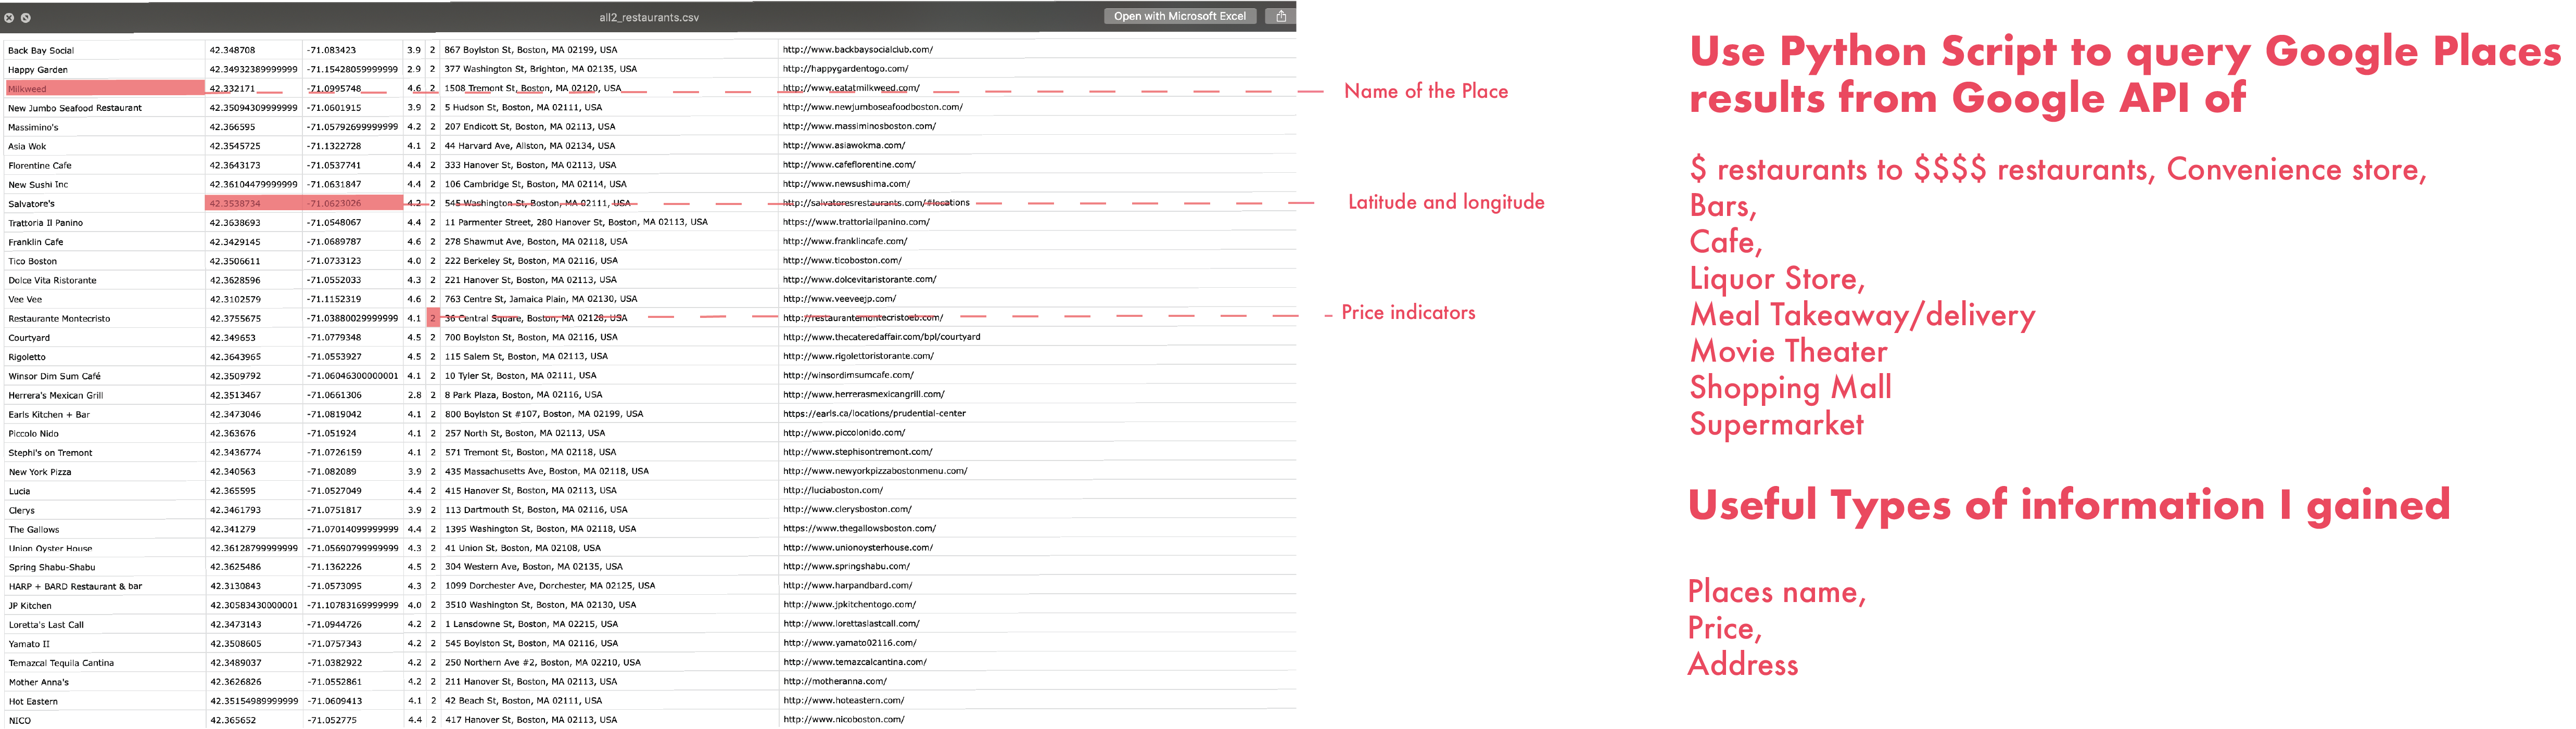 all2_restaurants.csv
Open with Microsoft Excel
Back Bay Social 42.348708 -71.083423 3.9 2 867 Boylston St, Boston, MA 02199, USA http://www.backbaysocialclub.com/
Happy Garden 42.34932389999999 -71.15428059999999 2.9 2 377 Washington St, Brighton, MA 02135, USA http://happygardentogo.com/
Milkweed 42.332171 -71.0995748 4.6 2 1508 Tremont St, Boston, MA 02120, USA http://www.eatatmilkweed.com/
New Jumbo Seafood Restaurant 42.35094309999999 -71.0601915 3.9 2 5 Hudson St, Boston, MA 02111, USA http://www.newjumboseafoodboston.com/
Massimino's 42.366595 -71.05792699999999 4.2 2 207 Endicott St, Boston, MA 02113, USA http://www.massiminosboston.com/
Asia Wok 42.3545725 -71.1322728 4.1 2 44 Harvard Ave, Allston, MA 02134, USA http://www.asiawokma.com/
Florentine Cafe 42.3643173 -71.0537741 4.4 2 333 Hanover St, Boston, MA 02113, USA http://www.cafeflorentine.com/
New Sushi Inc 42.36104479999999 -71.0631847 4.4 2 106 Cambridge St, Boston, MA 02114, USA http://www.newsushima.com/
Salvatore's 42.3538734 -71.0623026 4.2 2 545 Washington St, Boston, MA 02111, USA http://salvatoresrestaurants.com/#locations
Trattoria Il Panino 42.3638693 -71.0548067 4.4 2 11 Parmenter Street, 280 Hanover St, Boston, MA 02113, USA https://www.trattoriailpanino.com/
Franklin Cafe 42.3429145 -71.0689787 4.6 2 278 Shawmut Ave, Boston, MA 02118, USA http://www.franklincafe.com/
Tico Boston 42.3506611 -71.0733123 4.0 2 222 Berkeley St, Boston, MA 02116, USA http://www.ticoboston.com/
Dolce Vita Ristorante 42.3628596 -71.0552033 4.3 2 221 Hanover St, Boston, MA 02113, USA http://www.dolcevitaristorante.com/
Vee Vee 42.3102579 -71.1152319 4.6 2 763 Centre St, Jamaica Plain, MA 02130, USA http://www.veeveejp.com/
Restaurante Montecristo 42.3755675 -71.03880029999999 4.1 2 36 Central Square, Boston, MA 02128, USA http://restaurantemontecristoeb.com/
Courtyard 42.349653 -71.0779348 4.5 2 700 Boylston St, Boston, MA 02116, USA http://www.thecateredaffair.com/bpl/courtyard
Rigoletto 42.3643965 -71.0553927 4.5 2 115 Salem St, Boston, MA 02113, USA http://www.rigolettoristorante.com/
Winsor Dim Sum Café 42.3509792 -71.06046300000001 4.1 2 10 Tyler St, Boston, MA 02111, USA http://winsordimsumcafe.com/
Herrera's Mexican Grill 42.3513467 -71.0661306 2.8 2 8 Park Plaza, Boston, MA 02116, USA http://www.herrerasmexicangrill.com/
Earls Kitchen + Bar 42.3473046 -71.0819042 4.1 2 800 Boylston St #107, Boston, MA 02199, USA https://earls.ca/locations/prudential-center
Piccolo Nido 42.363676 -71.051924 4.1 2 257 North St, Boston, MA 02113, USA http://www.piccolonido.com/
Stephi's on Tremont 42.3436774 -71.0726159 4.1 2 571 Tremont St, Boston, MA 02118, USA http://www.stephisontremont.com/
New York Pizza 42.340563 -71.082089 3.9 2 435 Massachusetts Ave, Boston, MA 02118, USA http://www.newyorkpizzabostonmenu.com/
Lucia 42.365595 -71.0527049 4.4 2 415 Hanover St, Boston, MA 02113, USA http://luciaboston.com/
Clerys 42.3461793 -71.0751817 3.9 2 113 Dartmouth St, Boston, MA 02116, USA http://www.clerysboston.com/
The Gallows 42.341279 -71.07014099999999 4.4 2 1395 Washington St, Boston, MA 02118, USA https://www.thegallowsboston.com/
Union Oyster House 42.36128799999999 -71.05690799999999 4.3 2 41 Union St, Boston, MA 02108, USA http://www.unionoysterhouse.com/
Spring Shabu-Shabu 42.3625486 -71.1362226 4.5 2 304 Western Ave, Boston, MA 02135, USA http://www.springshabu.com/
HARP + BARD Restaurant & bar 42.3130843 -71.0573095 4.3 2 1099 Dorchester Ave, Dorchester, MA 02125, USA http://www.harpandbard.com/
JP Kitchen 42.30583430000001 -71.10783169999999 4.0 2 3510 Washington St, Boston, MA 02130, USA http://www.jpkitchentogo.com/
Loretta's Last Call 42.3473143 -71.0944726 4.2 2 1 Lansdowne St, Boston, MA 02215, USA http://www.lorettaslastcall.com/
Yamato II 42.3508605 -71.0757343 4.2 2 545 Boylston St, Boston, MA 02116, USA http://www.yamato02116.com/
Temazcal Tequila Cantina 42.3489037 -71.0382922 4.2 2 250 Northern Ave #2, Boston, MA 02210, USA http://www.temazcalcantina.com/
Mother Anna's 42.3626826 -71.0552861 4.2 2 211 Hanover St, Boston, MA 02113, USA http://motheranna.com/
Hot Eastern 42.35154989999999 -71.0609413 4.1 2 42 Beach St, Boston, MA 02111, USA http://www.hoteastern.com/
NICO 42.365652 -71.052775 4.4 2 417 Hanover St, Boston, MA 02113, USA http://www.nicoboston.com/
Name of the Place
Latitude and longitude
Price indicators
Use Python Script to query Google Places
results from Google API of
$ restaurants to $$$$ restaurants, Convenience store,
Bars,
Cafe,
Liquor Store,
Meal Takeaway/delivery
Movie Theater
Shopping Mall
Supermarket
Useful Types of information I gained
Places name,
Price,
Address